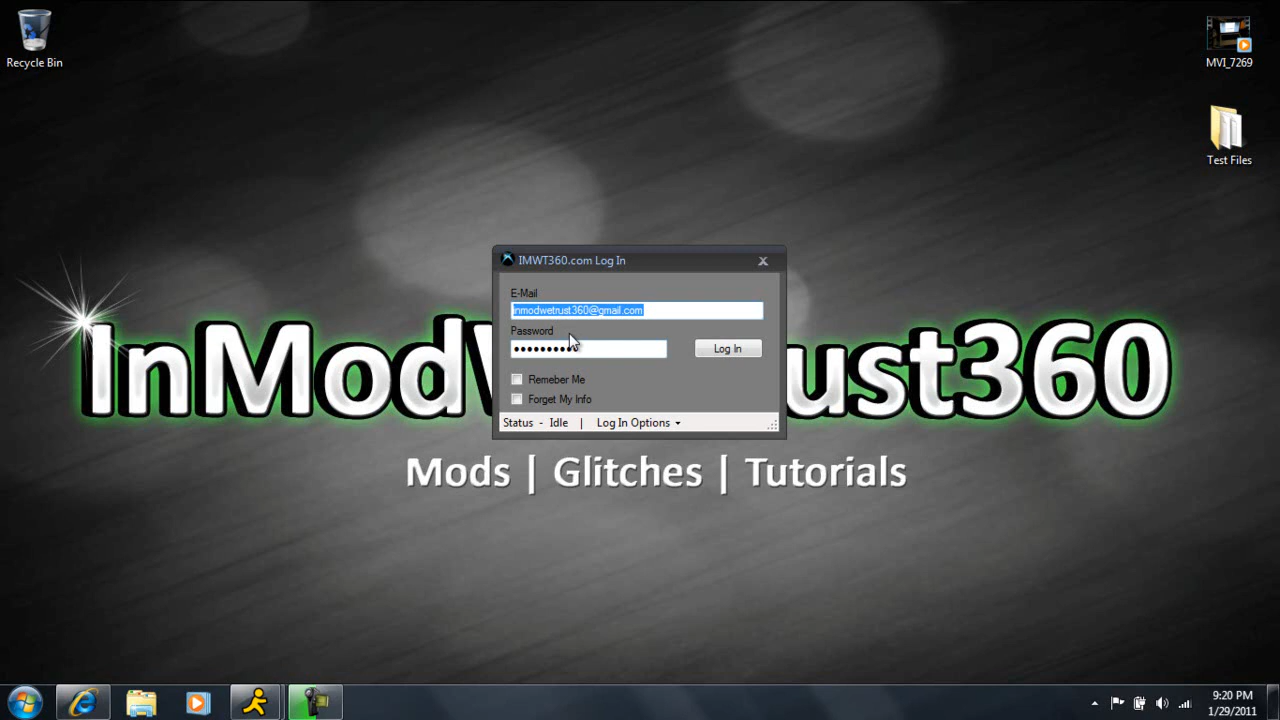 Recycle Bin
MVI_7269
Test Files
IMWT360.com Log In
E-Mail
inmodwetrust360@gmail.com
Password
Log In
Remeber Me
Forget My Info
Status - Idle | Log In Options
InModW rust360
Mods | Glitches | Tutorials
9:20 PM
1/29/2011